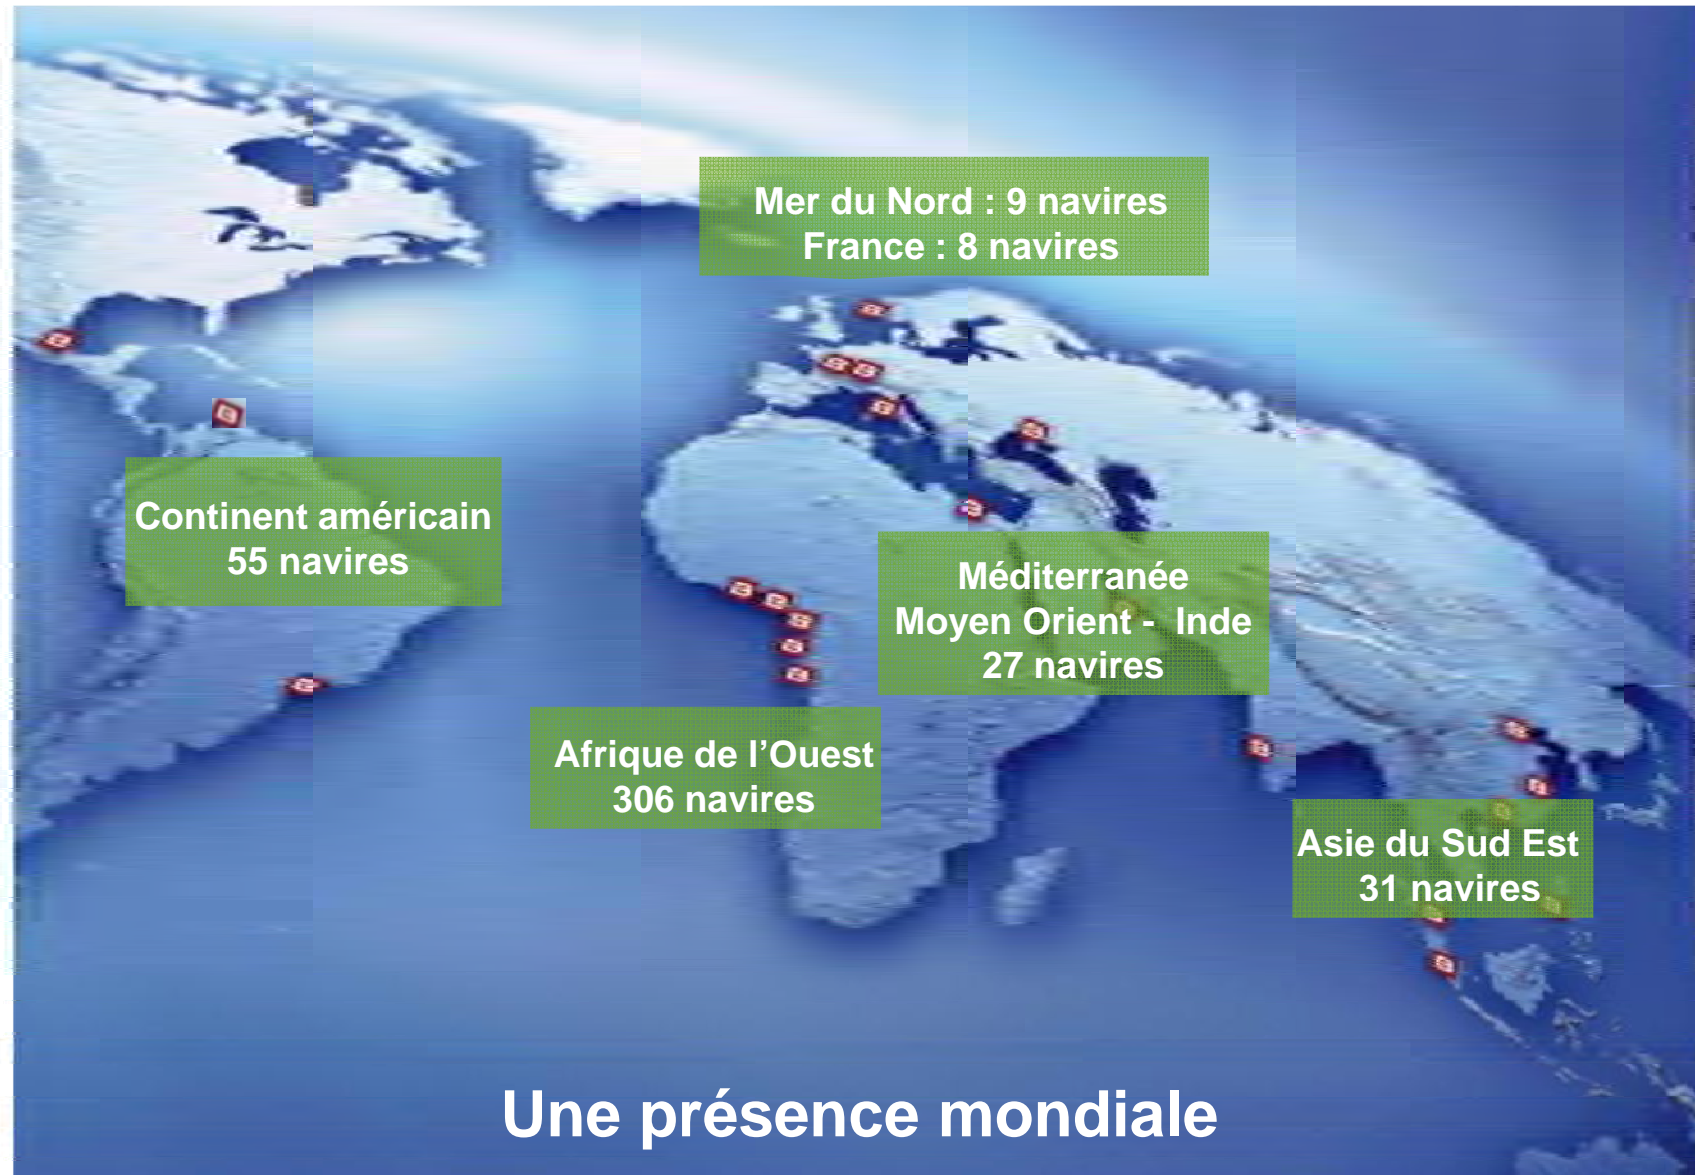 Mer du Nord : 9 navires
France : 8 navires
Continent américain
55 navires
Méditerranée
Moyen Orient - Inde
27 navires
Afrique de l'Ouest
306 navires
Asie du Sud Est
31 navires
Une présence mondiale